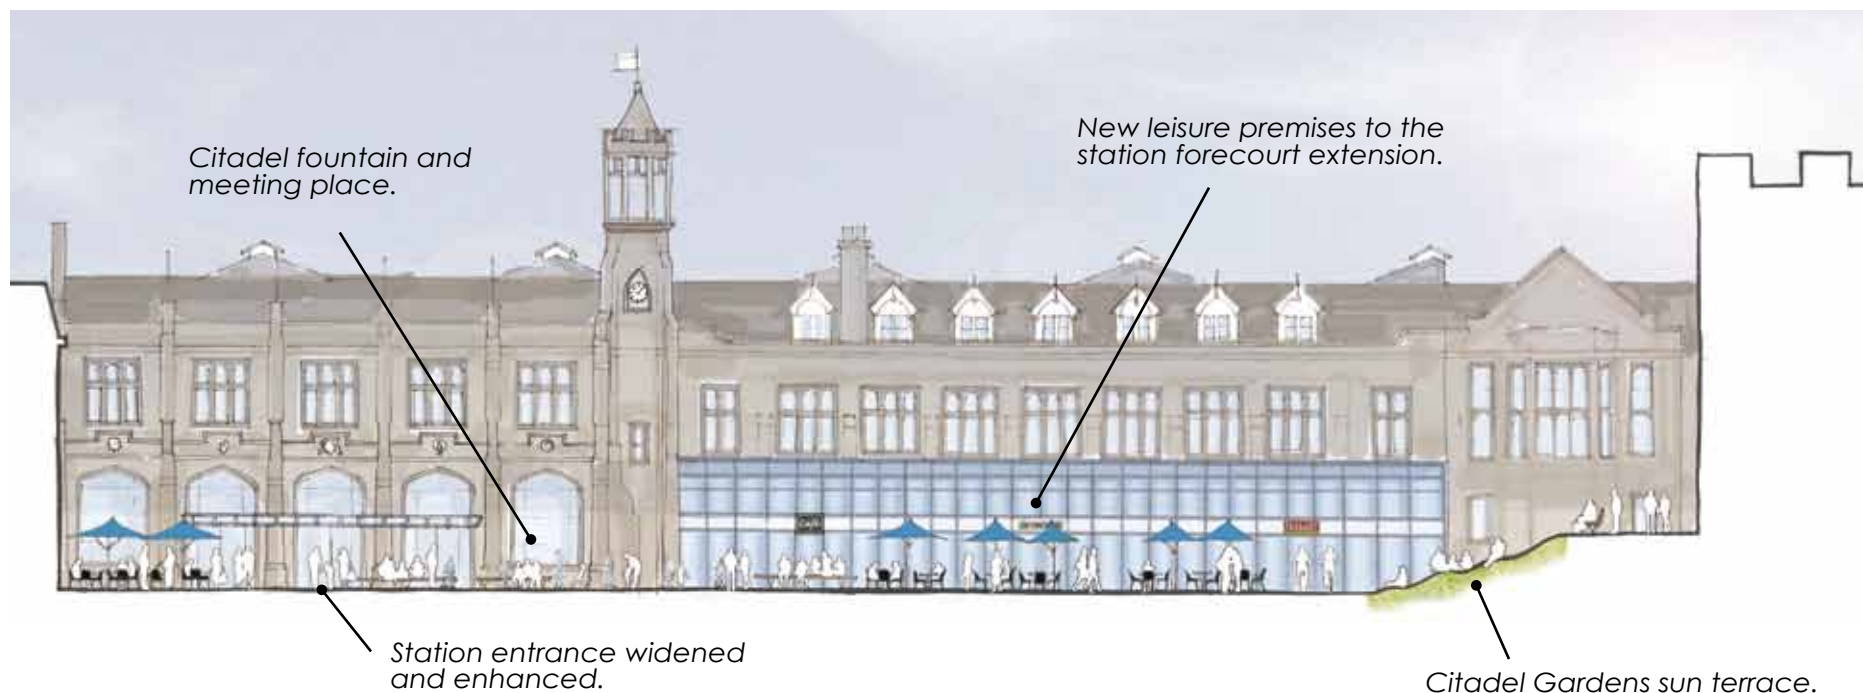 Citadel fountain and
meeting place.
New leisure premises to the
station forecourt extension.
Station entrance widened
and enhanced.
Citadel Gardens sun terrace.